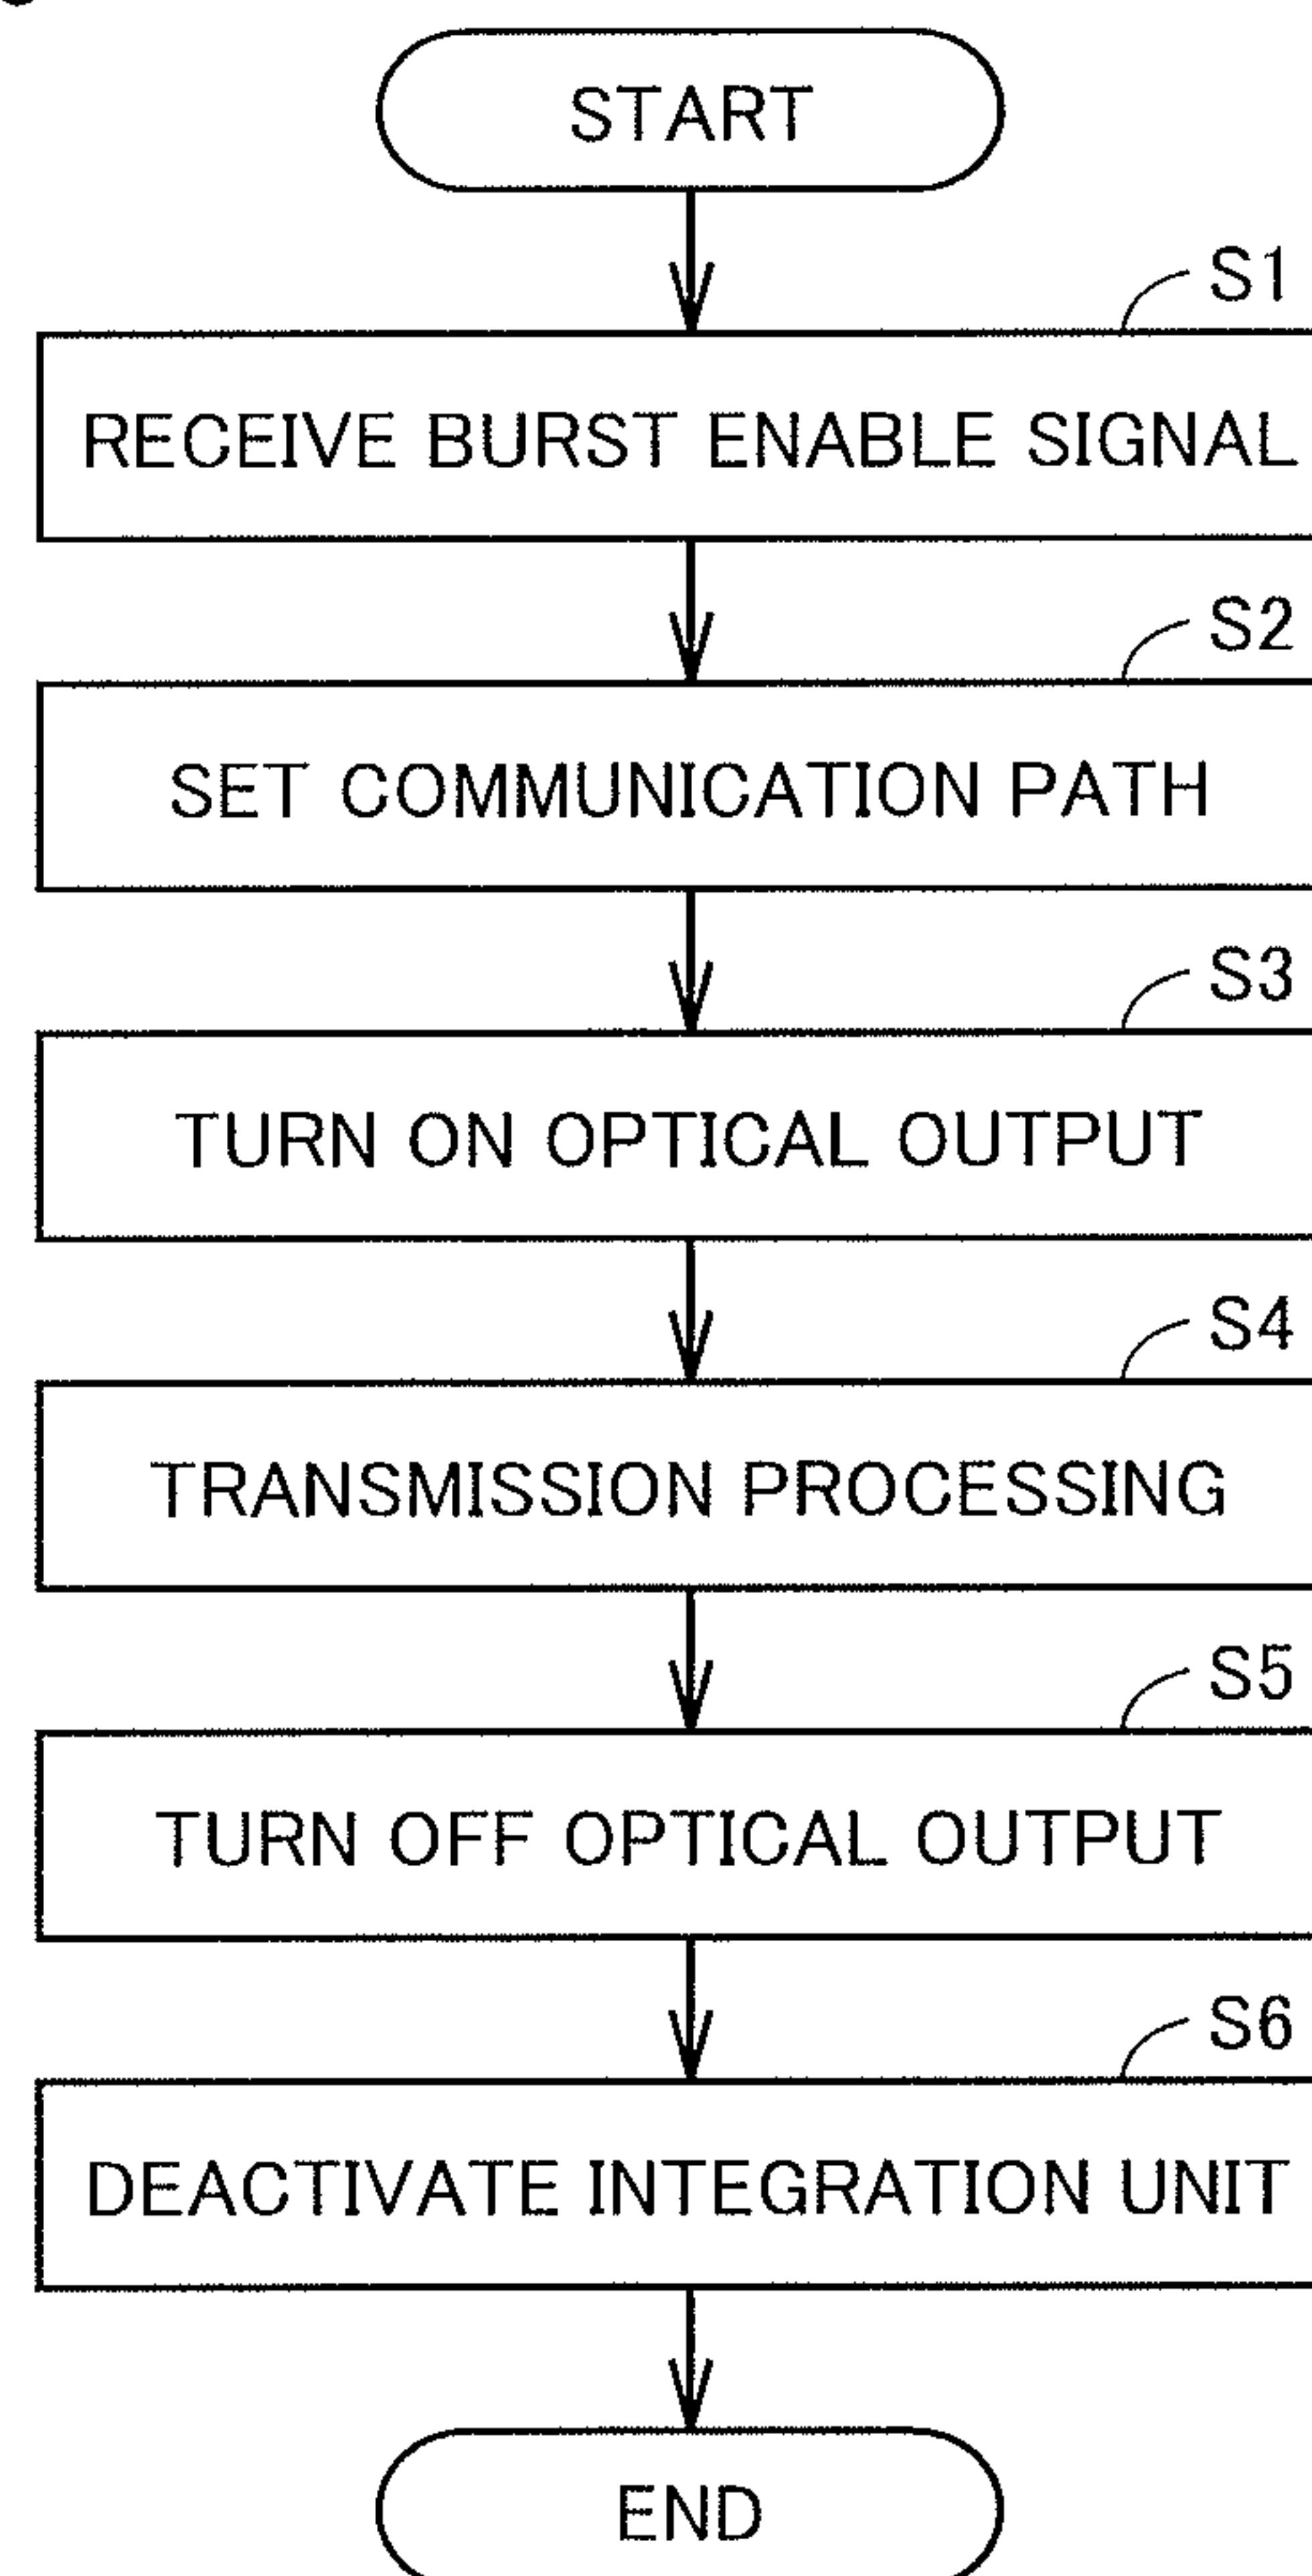 START
S1
RECEIVE BURST ENABLE SIGNAL
S2
SET COMMUNICATION PATH
S3
TURN ON OPTICAL OUTPUT
S4
TRANSMISSION PROCESSING
S5
TURN OFF OPTICAL OUTPUT
S6
DEACTIVATE INTEGRATION UNIT
END